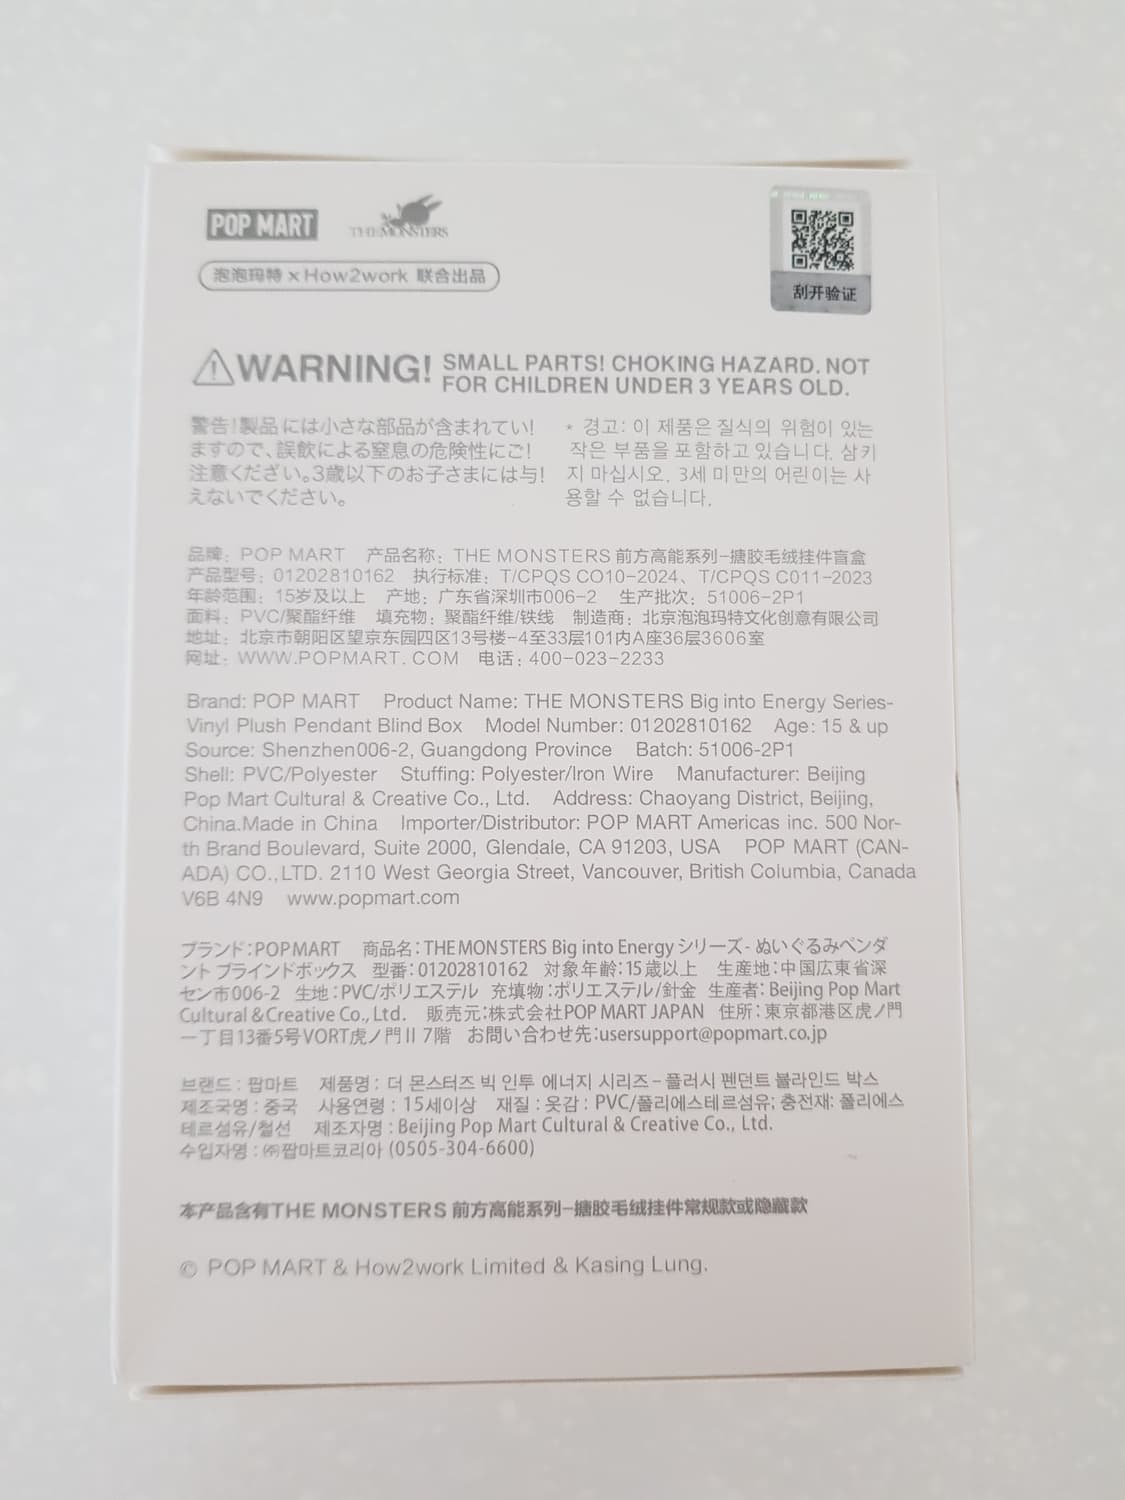 POP MART
THE MONSTERS
泡泡玛特 x How2work 联合出品
刮开验证
WARNING! SMALL PARTS! CHOKING HAZARD. NOT
FOR CHILDREN UNDER 3 YEARS OLD.
警告!製品には小さな部品が含まれてい!
ますので、誤飲による窒息の危険性にご!
注意ください。3歳以下のお子さまには与!
えないでください。
* 경고: 이 제품은 질식의 위험이 있는
작은 부품을 포함하고 있습니다. 삼키
지 마십시오. 3세 미만의 어린이는 사
용할 수 없습니다.
品牌: POP MART 产品名称: THE MONSTERS 前方高能系列-搪胶毛绒挂件盲盒
产品型号: 01202810162 执行标准: T/CPQS CO10-2024、T/CPQS C011-2023
年龄范围: 15岁及以上 产地: 广东省深圳市006-2 生产批次: 51006-2P1
面料: PVC/聚酯纤维 填充物: 聚酯纤维/铁线 制造商: 北京泡泡玛特文化创意有限公司
地址: 北京市朝阳区望京东园四区13号楼-4至33层101内A座36层3606室
网址: WWW.POPMART. COM 电话: 400-023-2233
Brand: POP MART Product Name: THE MONSTERS Big into Energy Series-
Vinyl Plush Pendant Blind Box Model Number: 01202810162 Age: 15 & up
Source: Shenzhen006-2, Guangdong Province Batch: 51006-2P1
Shell: PVC/Polyester Stuffing: Polyester/Iron Wire Manufacturer: Beijing
Pop Mart Cultural & Creative Co., Ltd. Address: Chaoyang District, Beijing,
China.Made in China Importer/Distributor: POP MART Americas inc. 500 Nor-
th Brand Boulevard, Suite 2000, Glendale, CA 91203, USA POP MART (CAN-
ADA) CO.,LTD. 2110 West Georgia Street, Vancouver, British Columbia, Canada
V6B 4N9 www.popmart.com
ブランド:POP MART 商品名: THE MONSTERS Big into Energy シリーズ- ぬいぐるみペンダ
ント ブラインドボックス 型番:01202810162 対象年齢:15歳以上 生産地:中国広東省深
セン市006-2 生地:PVC/ポリエステル 充填物:ポリエステル/針金 生産者: Beijing Pop Mart
Cultural & Creative Co., Ltd. 販売元:株式会社POP MART JAPAN 住所:東京都港区虎ノ門
一丁目13番5号VORT虎ノ門II 7階 お問い合わせ先:usersupport@popmart.co.jp
브랜드 : 팝마트 제품명 : 더 몬스터즈 빅 인투 에너지 시리즈 - 플러시 펜던트 블라인드 박스
제조국명 : 중국 사용연령 : 15세이상 재질 : 옷감 : PVC/폴리에스테르섬유; 충전재: 폴리에스
테르섬유/철선 제조자명 : Beijing Pop Mart Cultural & Creative Co., Ltd.
수입자명 : ㈜팝마트코리아 (0505-304-6600)
本产品含有THE MONSTERS 前方高能系列-搪胶毛绒挂件常规款或隐藏款
© POP MART & How2work Limited & Kasing Lung.